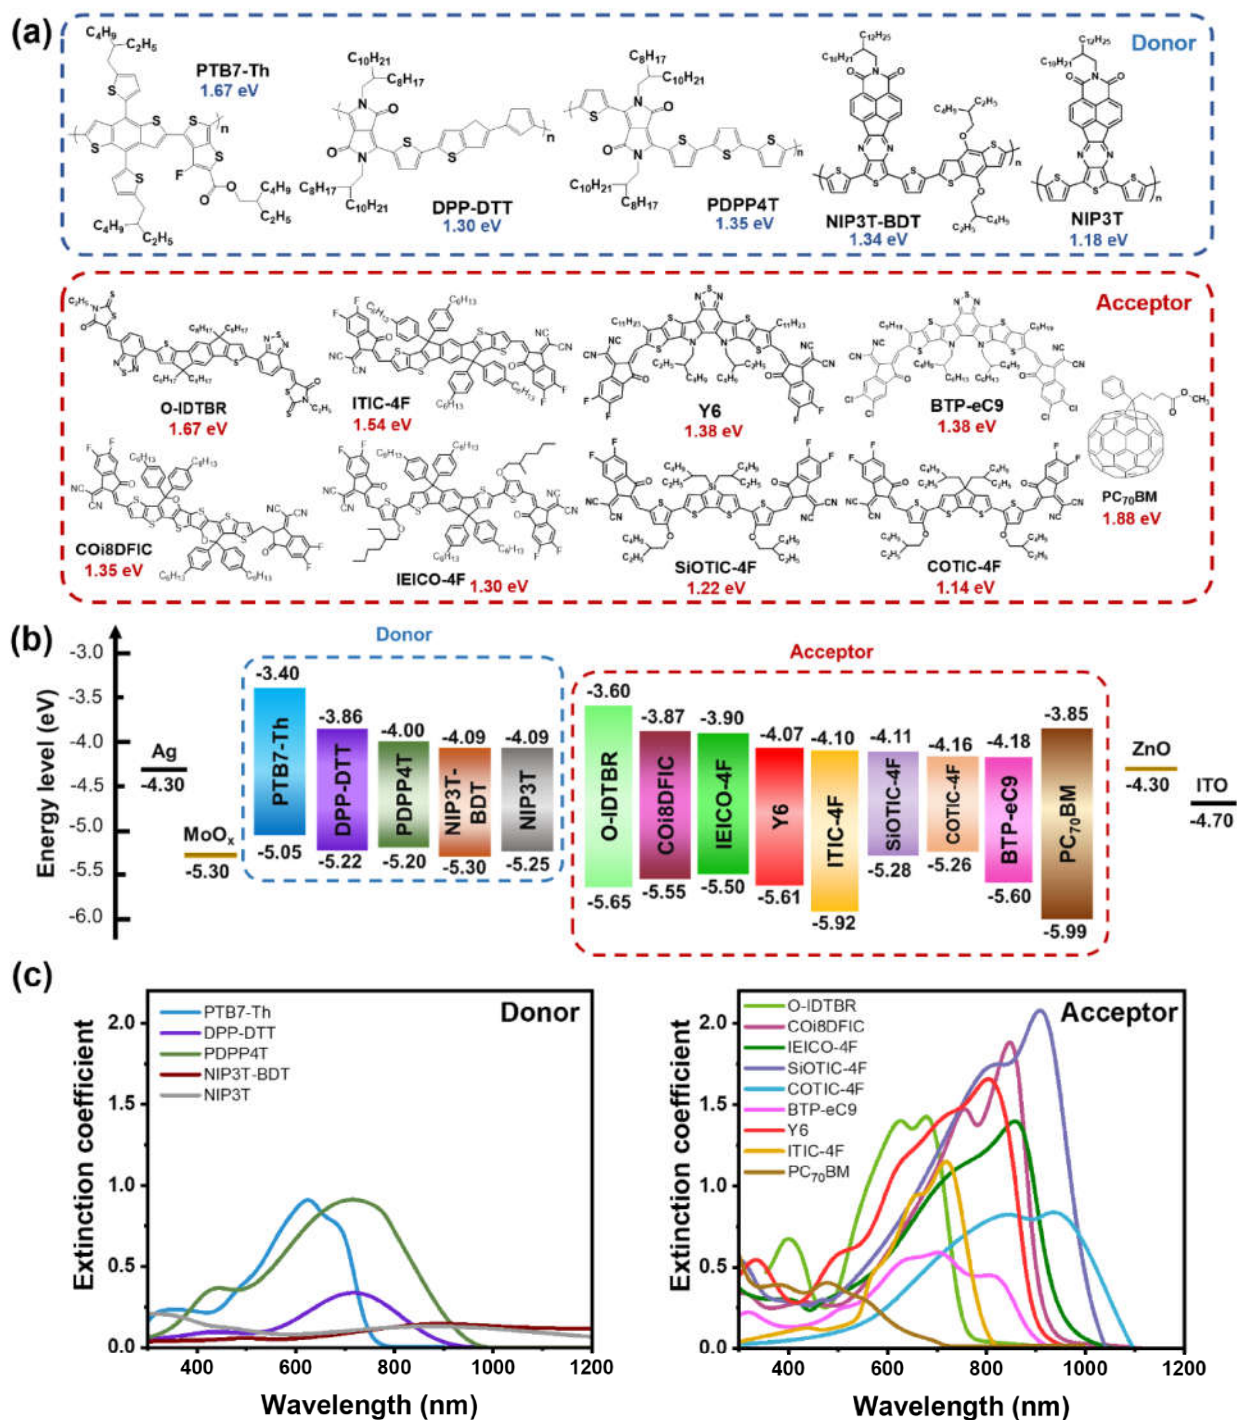 (a)
Donor
PTB7-Th
1.67 eV
DPP-DTT
1.30 eV
PDPP4T
1.35 eV
NIP3T-BDT
1.34 eV
NIP3T
1.18 eV
Acceptor
O-IDTBR
1.67 eV
ITIC-4F
1.54 eV
Y6
1.38 eV
BTP-eC9
1.38 eV
COi8DFIC
1.35 eV
IEICO-4F 1.30 eV
SiOTIC-4F
1.22 eV
COTIC-4F
1.14 eV
PC₇₀BM
1.88 eV
(b)
Energy level (eV)
-3.0
-3.5
-4.0
-4.5
-5.0
-5.5
-6.0
Ag
-4.30
MoOₓ
-5.30
Donor
-3.40
PTB7-Th
-5.05
-3.86
DPP-DTT
-5.22
-4.00
PDPP4T
-5.20
-4.09
NIP3T-
BDT
-5.30
-4.09
NIP3T
-5.25
Acceptor
-3.60
O-IDTBR
-5.65
-3.87
COi8DFIC
-5.55
-3.90
IEICO-4F
-5.50
-4.07
Y6
-5.61
-4.10
ITIC-4F
-5.92
-4.11
SiOTIC-4F
-5.28
-4.16
COTIC-4F
-5.26
-4.18
BTP-eC9
-5.60
-3.85
PC₇₀BM
-5.99
ZnO
-4.30
ITO
-4.70
(c)
Donor
PTB7-Th
DPP-DTT
PDPP4T
NIP3T-BDT
NIP3T
Extinction coefficient
2.0
1.5
1.0
0.5
0.0
400 600 800 1000 1200
Wavelength (nm)
Acceptor
O-IDTBR
COi8DFIC
IEICO-4F
SiOTIC-4F
COTIC-4F
BTP-eC9
Y6
ITIC-4F
PC₇₀BM
Extinction coefficient
2.0
1.5
1.0
0.5
0.0
400 600 800 1000 1200
Wavelength (nm)